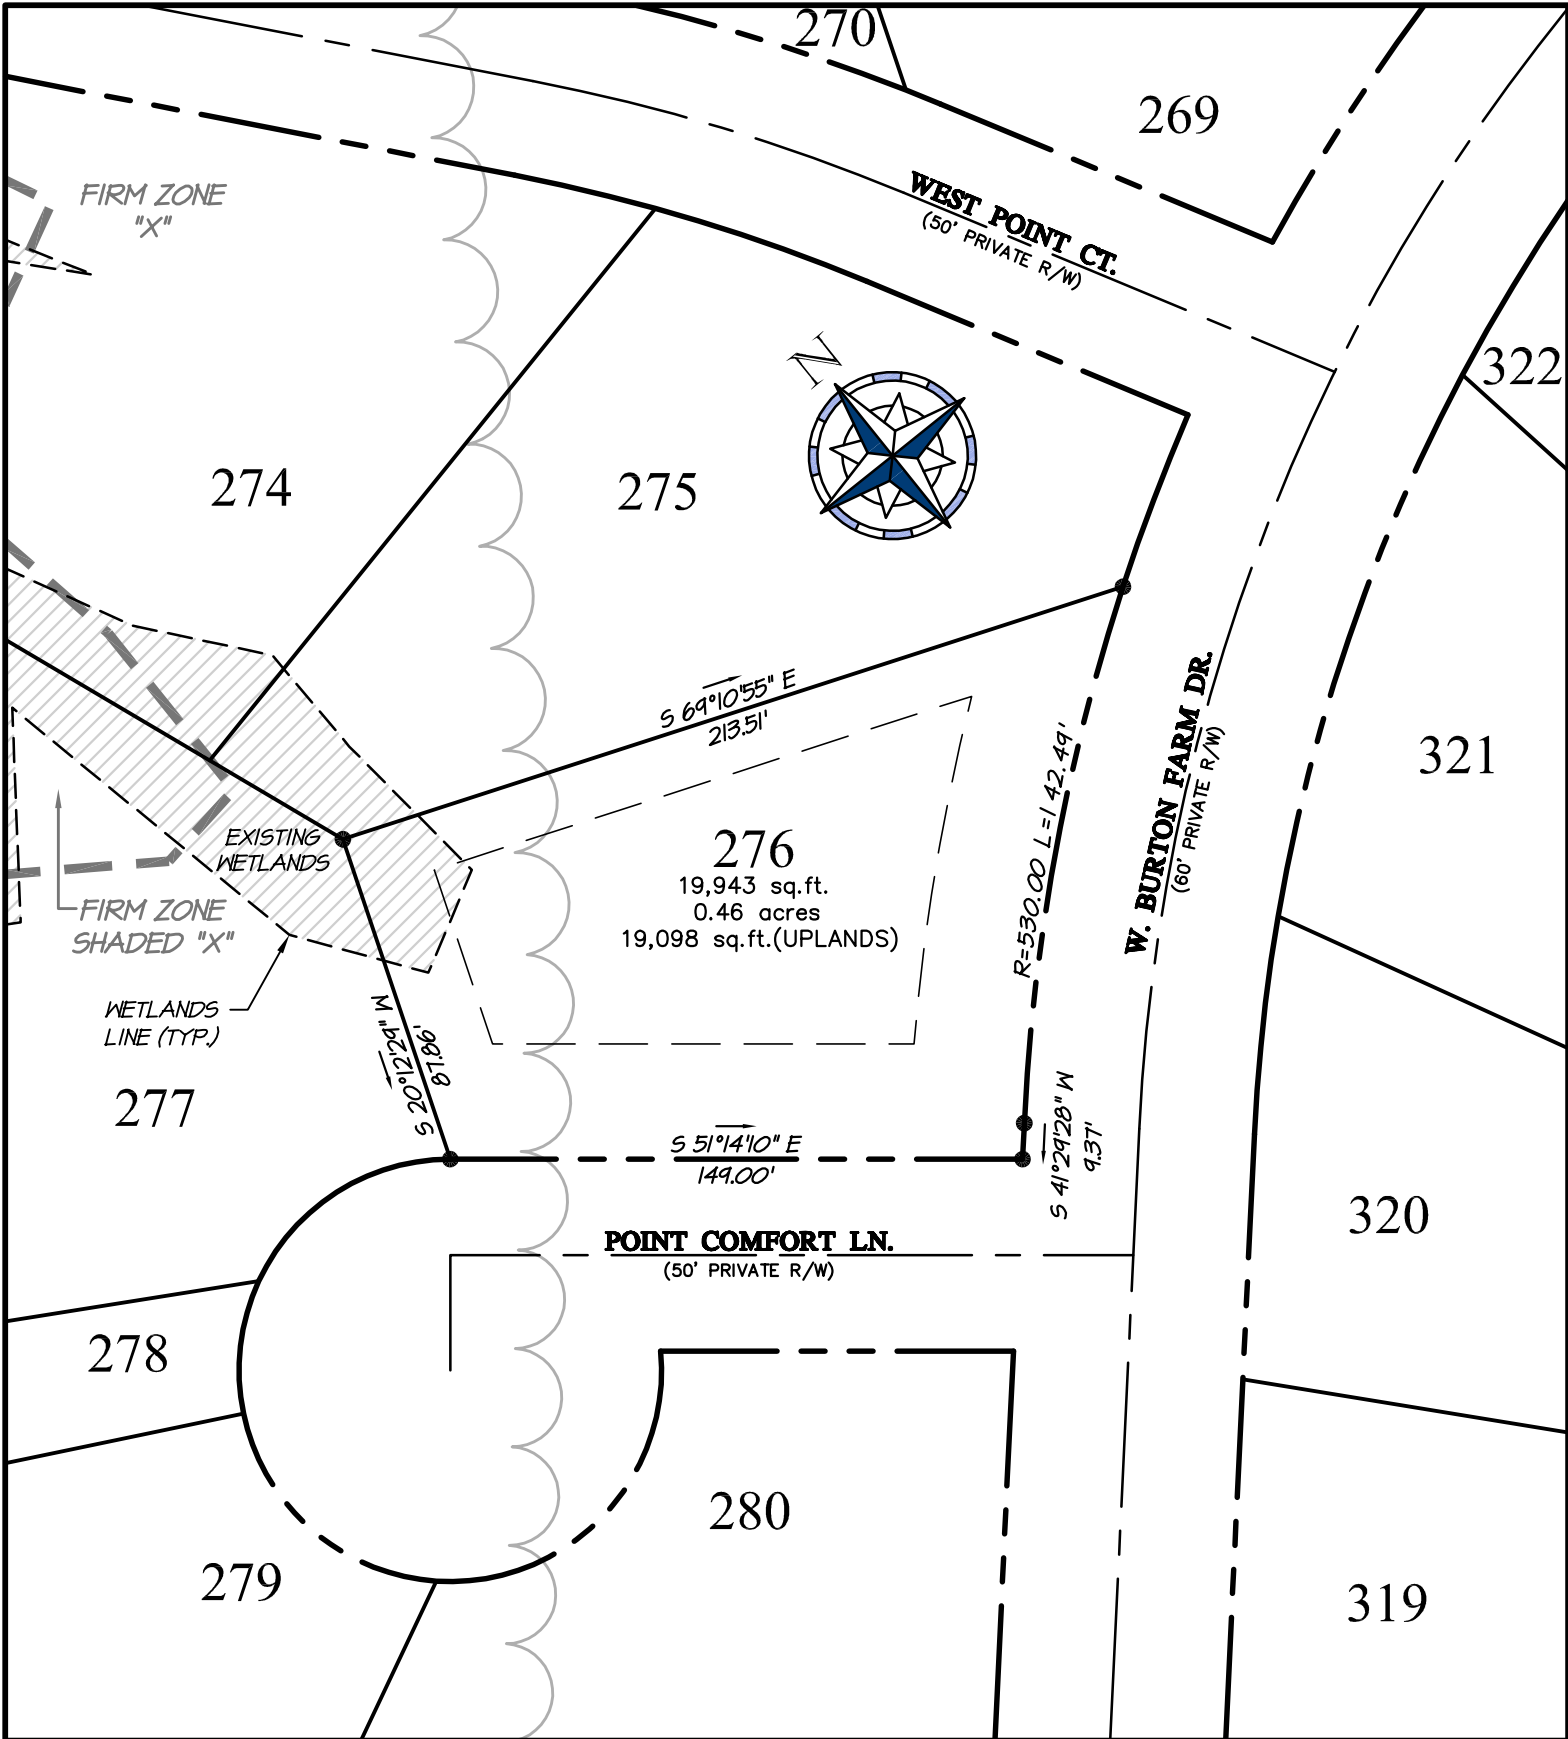 270
269
FIRM ZONE
"X"
WEST POINT CT.
(50' PRIVATE R/W)
N
322
274
275
S 69°10'55" E
213.51'
W. BURTON FARM DR.
(60' PRIVATE R/W)
321
R=530.00 L=142.49'
EXISTING
WETLANDS
276
19,943 sq.ft.
0.46 acres
19,098 sq.ft.(UPLANDS)
FIRM ZONE
SHADED "X"
WETLANDS
LINE (TYP.)
S 20°12'29" W
87.86'
277
S 51°14'10" E
149.00'
S 41°29'28" W
9.37'
POINT COMFORT LN.
(50' PRIVATE R/W)
320
278
280
279
319